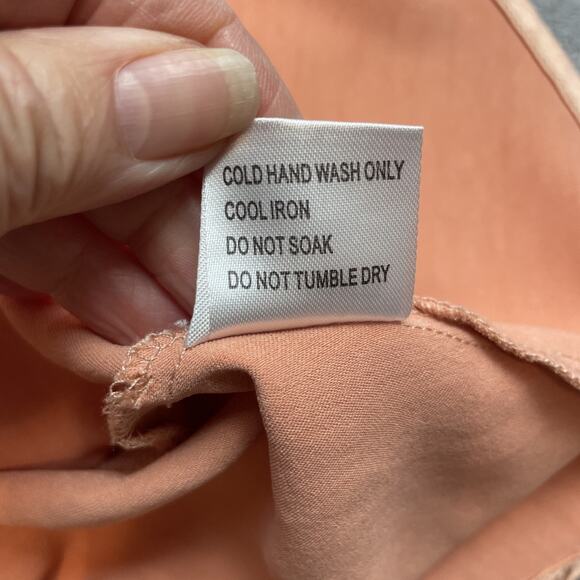 COLD HAND WASH ONLY
COOL IRON
DO NOT SOAK
DO NOT TUMBLE DRY